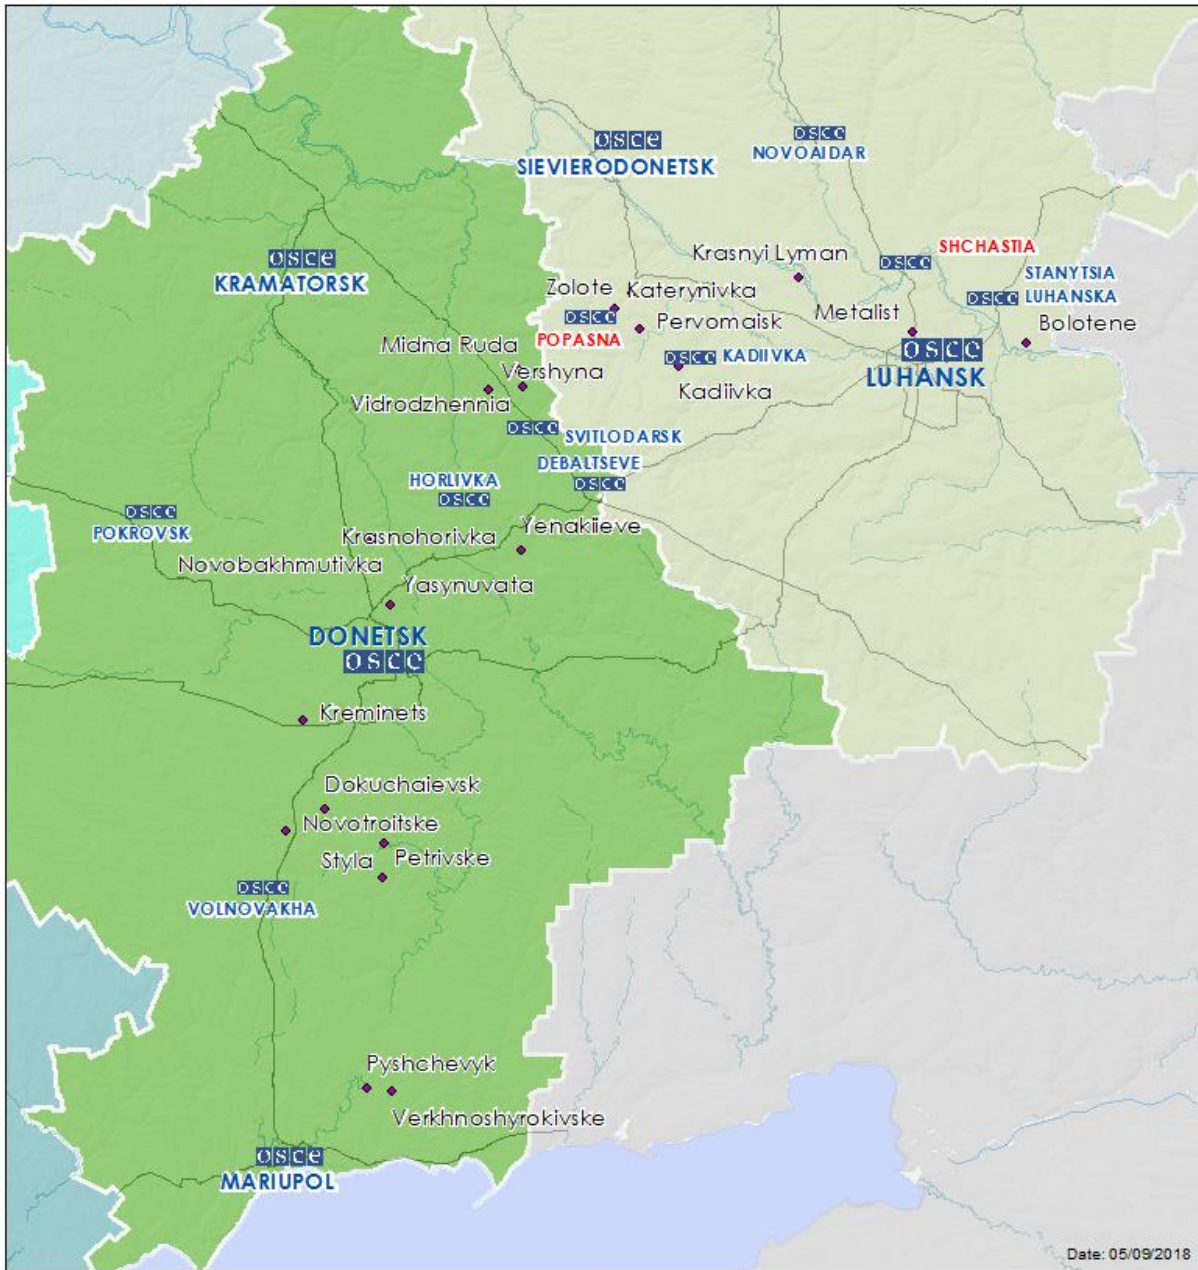 osce
SIEVIERODONETSK
osce
NOVOAIDAR
osce
KRAMATORSK
Krasnyi Lyman
osce
SHCHASTIA
osce
STANYTSIA
LUHANSKA
Zolote
Katerynivka
osce
POPASNA
Pervomaisk
Metalist
Bolotene
osce
LUHANSK
osce
KADIIVKA
Kadiivka
Midna Ruda
Vershyna
Vidrodzhennia
osce
SVITLODARSK
DEBALTSEVE
osce
HORLIVKA
osce
osce
POKROVSK
Krasnohorivka
Yenakiieve
Novobakhmutivka
Yasynuvata
DONETSK
osce
Kreminets
Dokuchaievsk
Novotroitske
Styla
Petrivske
osce
VOLNOVAKHA
Pyshchevyk
Verkhnoshyrokivske
osce
MARIUPOL
Date: 05/09/2018